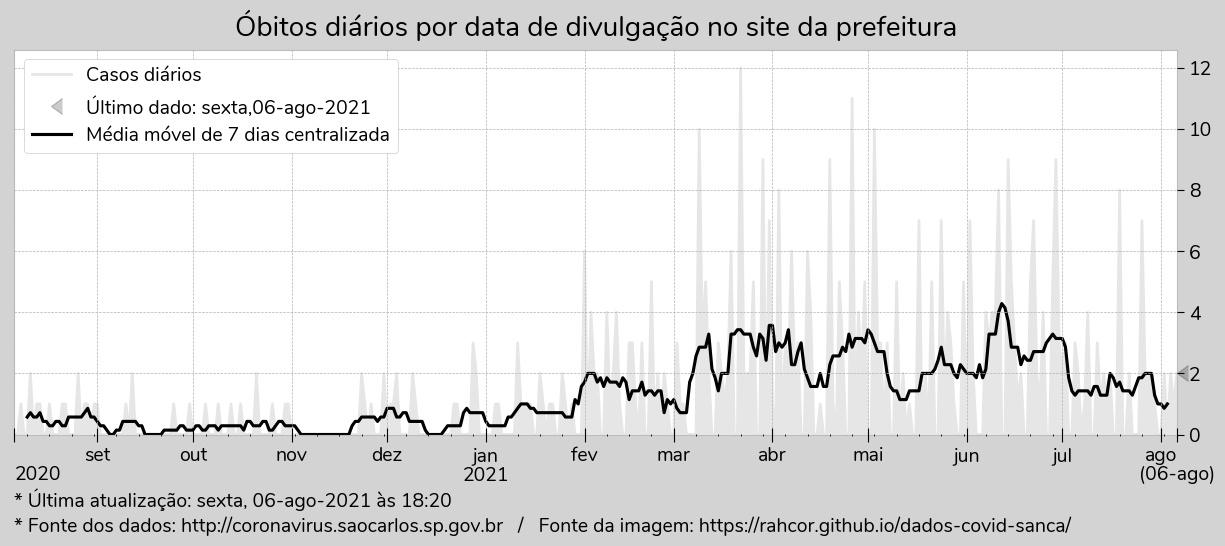 Óbitos diários por data de divulgação no site da prefeitura
Casos diários
Último dado: sexta,06-ago-2021
Média móvel de 7 dias centralizada
12
10
8
6
4
2
0
set out nov dez jan fev mar abr mai jun jul ago
2020 2021 (06-ago)
* Última atualização: sexta, 06-ago-2021 às 18:20
* Fonte dos dados: http://coronavirus.saocarlos.sp.gov.br / Fonte da imagem: https://rahcor.github.io/dados-covid-sanca/